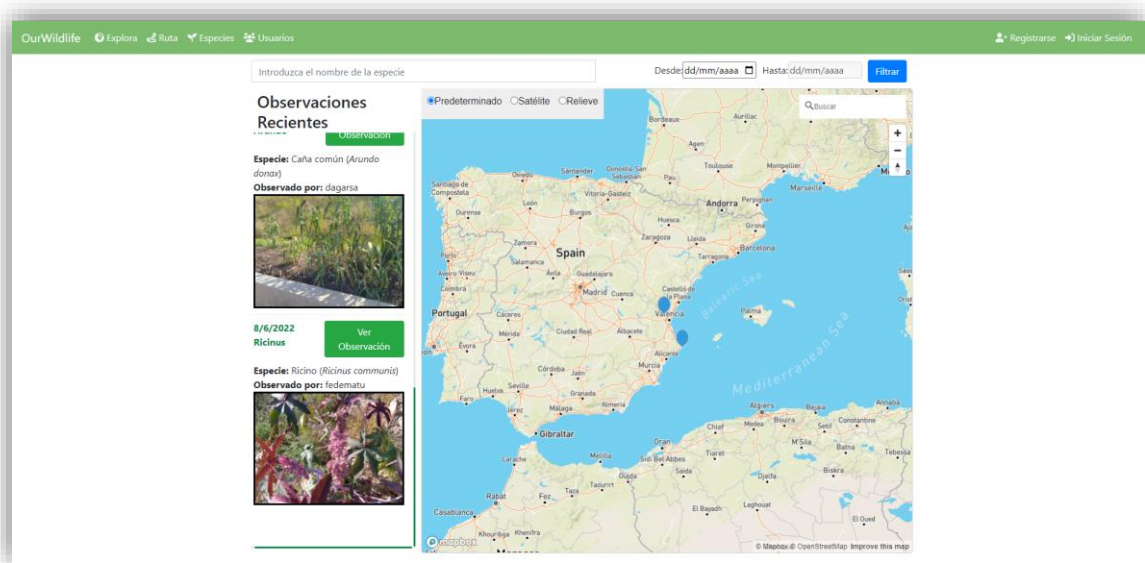 OurWildlife Explora Ruta Especies Usuarios Registrarse Iniciar Sesión
Introduzca el nombre de la especie Desde: dd/mm/aaaa Hasta: dd/mm/aaaa Filtrar
Observaciones
Recientes
Observación
Especie: Caña común (Arundo
donax)
Observado por: dagarsa
8/6/2022
Ricinus
Ver
Observación
Especie: Ricino (Ricinus communis)
Observado por: fedematu
Predeterminado Satélite Relieve
Buscar
+
-
Bordeaux
Aurillac
Agen
Toulouse
Montpellier
Marseille
Santiago de
Compostela
Oviedo
Santander
Donostia-San
Sebastian
Pau
Vitoria-Gasteiz
León
Ourense
Burgos
Huesca
Andorra
Perpignan
Girona
Zaragoza
Lleida
Barcelona
Tarragona
Zamora
Porto
Salamanca
Spain
Aveiro-Viseu
Ávila
Guadalajara
Coimbra
Madrid
Cuenca
Castelló de
la Plana
Balearic Sea
Portugal
Cáceres
València
Palma
Mérida
Ciudad Real
Albacete
Évora
Alicante
Murcia
Córdoba
Jaén
Mediterranean Sea
Huelva
Seville
Granada
Faro
Jerez
Málaga
Almería
Gibraltar
Algiers
Bejaia
Annaba
Chlef
Medea
Bouira
Setif
Constantine
Oran
M'Sila
Batna
Tebessa
Larache
Melilla
Sidi Bel Abbes
Tiaret
Oujda
Saida
Djelfa
Biskra
Rabat
Fez
Taza
Taourirt
El Bayadh
Laghouat
El Oued
Casablanca
Khouribga
Khenifra
mapbox
© Mapbox © OpenStreetMap Improve this map